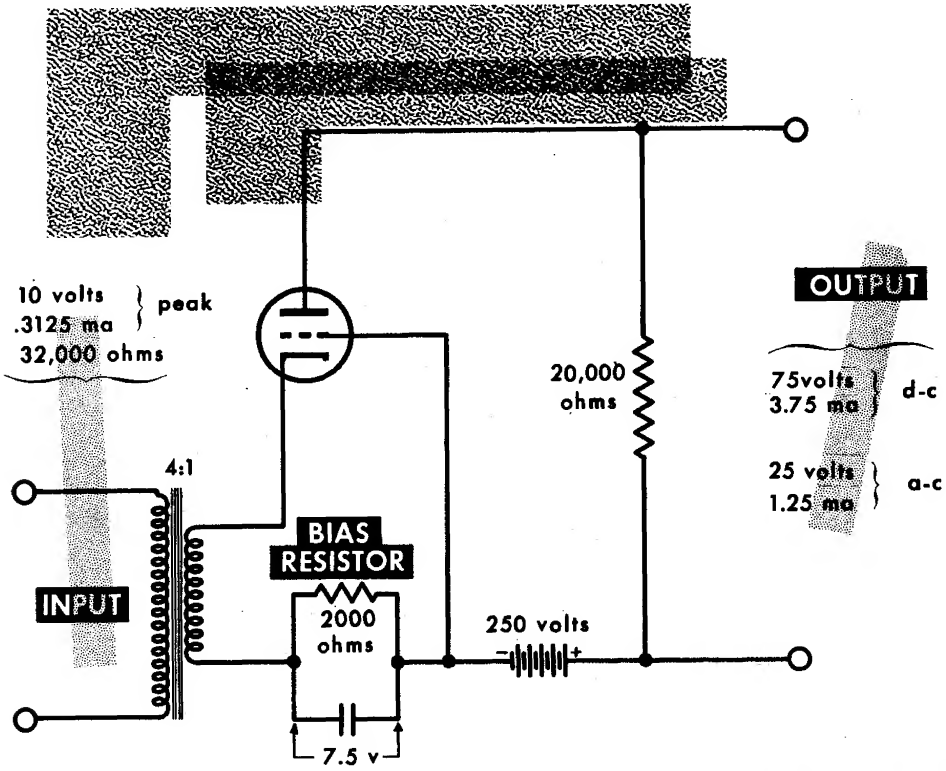 10 volts
.3125 ma
} peak
32,000 ohms
4:1
INPUT
BIAS
RESISTOR
2000
ohms
7.5 v
250 volts
- +
20,000
ohms
OUTPUT
75volts
3.75 ma
} d-c
25 volts
1.25 ma
} a-c